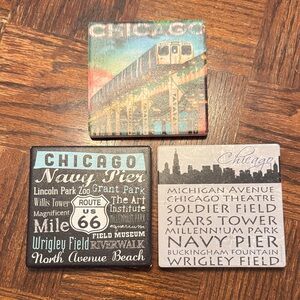 CHICAGO
CHICAGO
Navy Pier
Lincoln Park Zoo Grant Park
Willis Tower
The Art
Institute
Magnificent
Mile
ROUTE
US
66
aquarium
FIELD MUSEUM
Wrigley Field RIVERWALK
North Avenue Beach
Chicago
MICHIGAN AVENUE
CHICAGO THEATRE
SOLDIER FIELD
SEARS TOWER
MILLENNIUM PARK
NAVY PIER
BUCKINGHAM FOUNTAIN
WRIGLEY FIELD